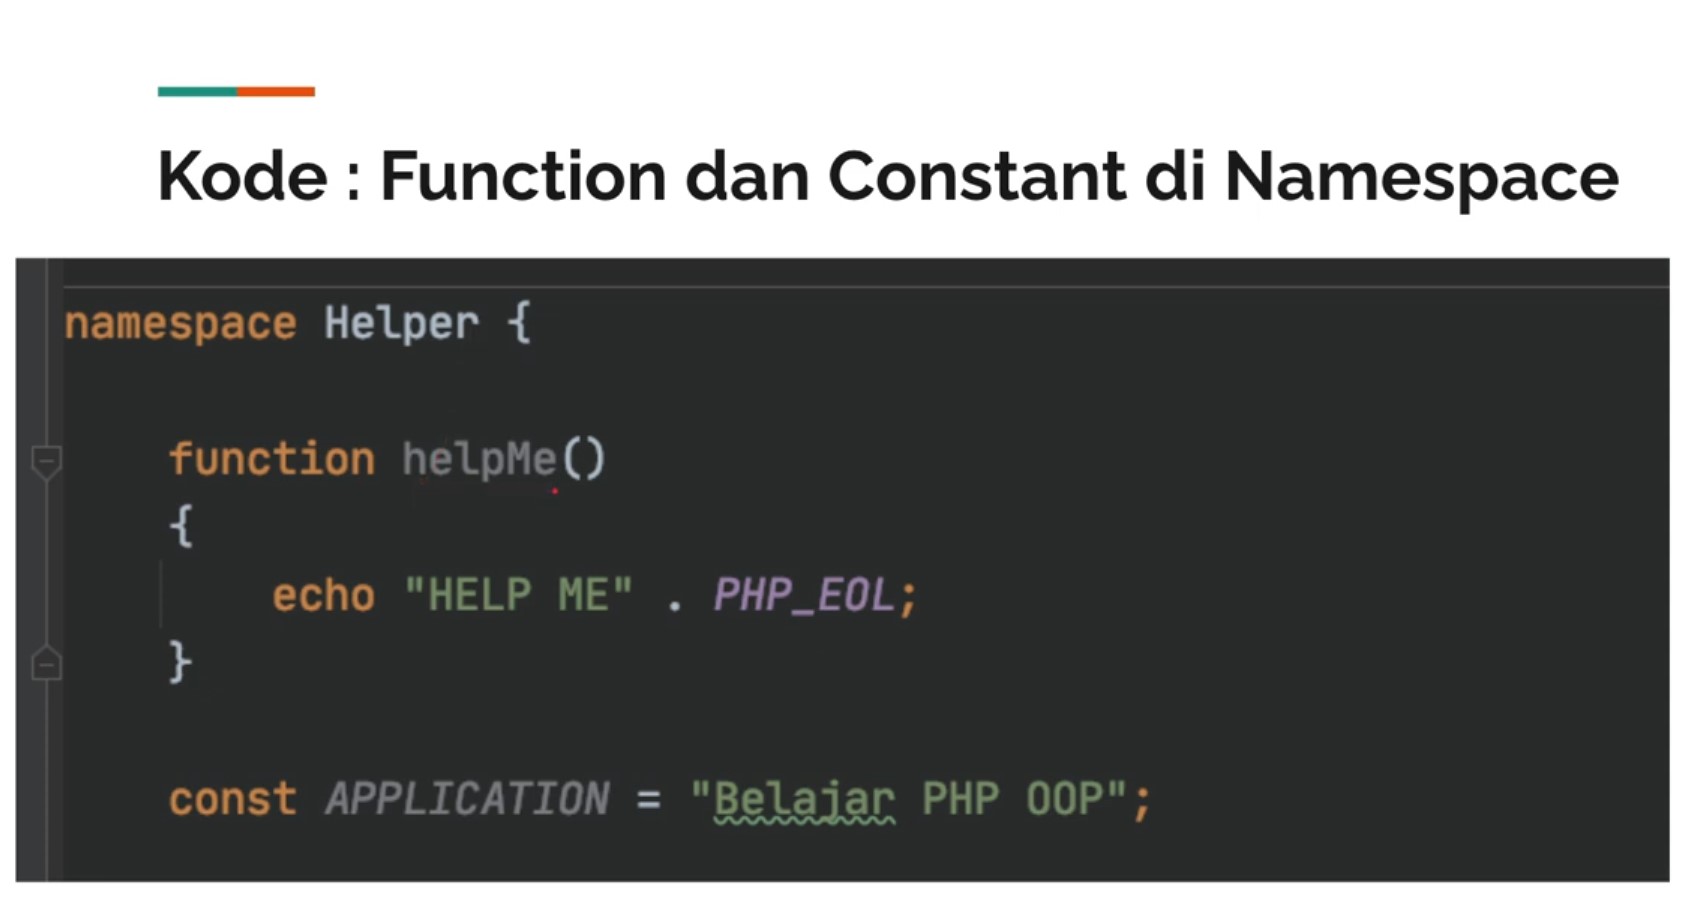 Kode : Function dan Constant di Namespace
namespace Helper {
function helpMe()
{
echo "HELP ME" . PHP_EOL;
}
const APPLICATION = "Belajar PHP OOP";